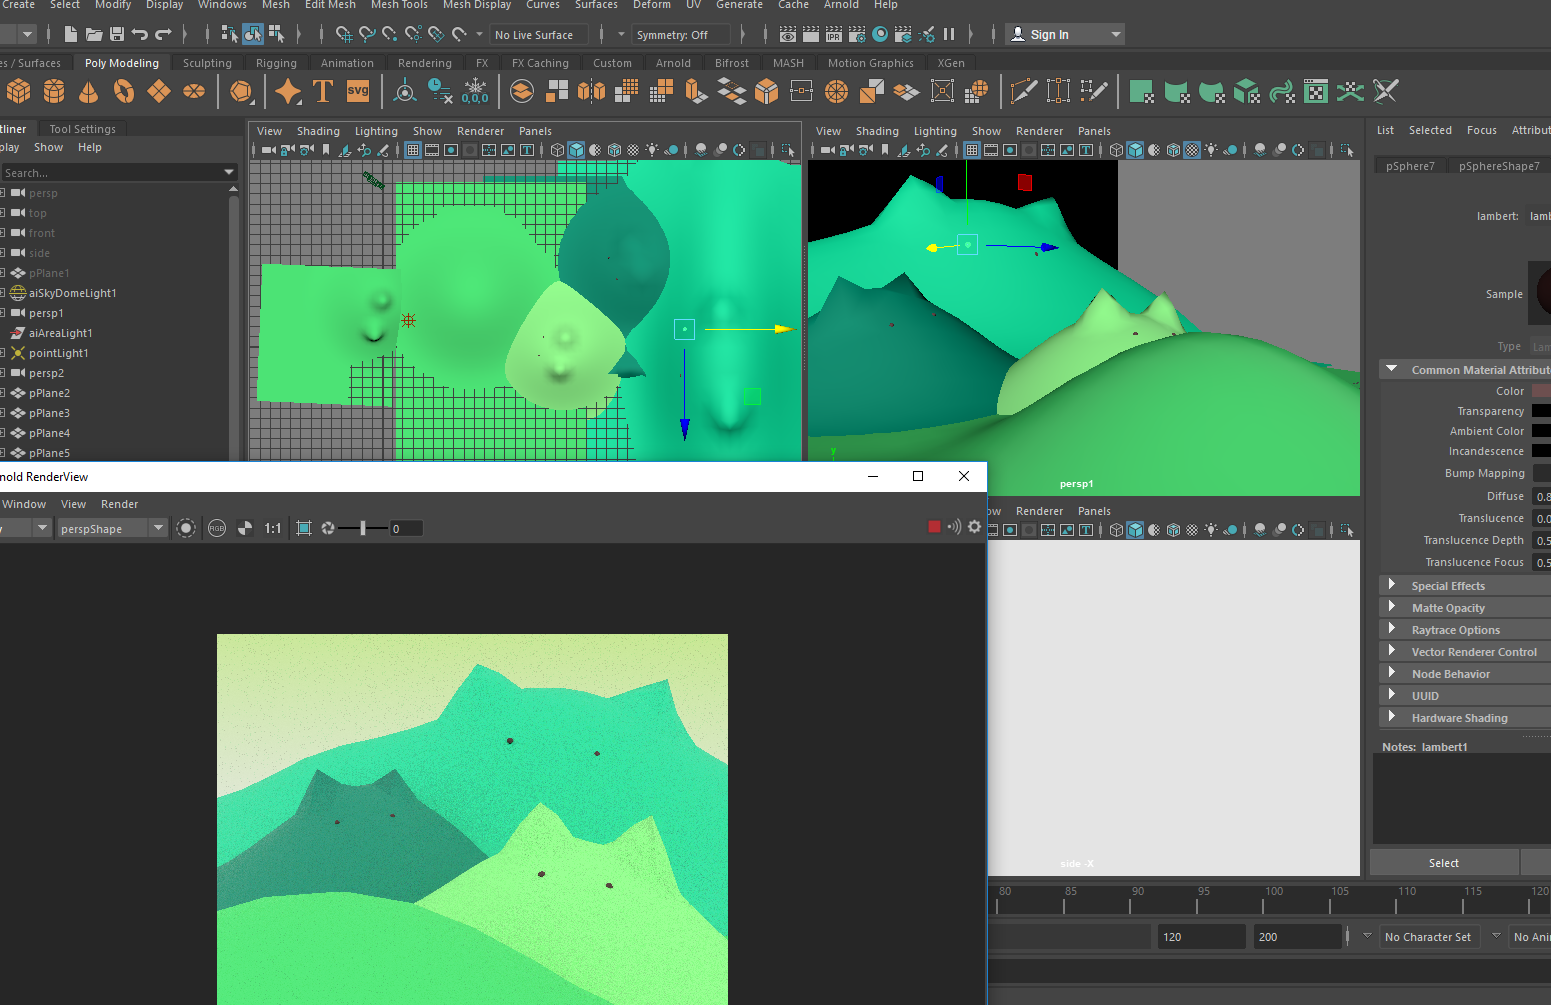 Create Select Modify Display Windows Mesh Edit Mesh Mesh Tools Mesh Display Curves Surfaces Deform UV Generate Cache Arnold Help
No Live Surface Symmetry: Off Sign In
es / Surfaces Poly Modeling Sculpting Rigging Animation Rendering FX FX Caching Custom Arnold Bifrost MASH Motion Graphics XGen
T SVG 0,0,0
tliner Tool Settings
play Show Help
Search...
persp
top
front
side
pPlane1
aiSkyDomeLight1
persp1
aiAreaLight1
pointLight1
persp2
pPlane2
pPlane3
pPlane4
pPlane5
View Shading Lighting Show Renderer Panels
View Shading Lighting Show Renderer Panels
y
persp1
ow Renderer Panels
side -X
nold RenderView
Window View Render
perspShape RGB 1:1 0
List Selected Focus Attribut
pSphere7 pSphereShape7
lambert: lamb
Sample
Type Lam
Common Material Attribut
Color
Transparency
Ambient Color
Incandescence
Bump Mapping
Diffuse 0.8
Translucence 0.0
Translucence Depth 0.5
Translucence Focus 0.5
Special Effects
Matte Opacity
Raytrace Options
Vector Renderer Control
Node Behavior
UUID
Hardware Shading
Notes: lambert1
Select
80 85 90 95 100 105 110 115 120
120 200 No Character Set No Ani